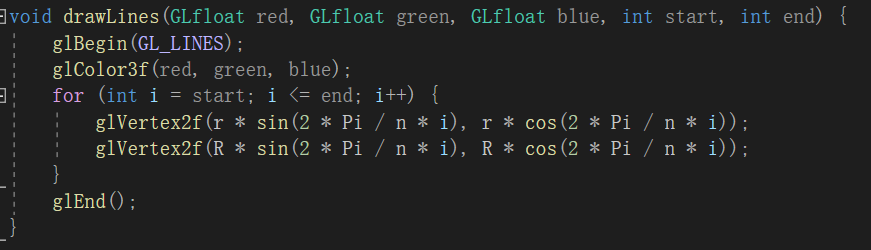 void drawLines(GLfloat red, GLfloat green, GLfloat blue, int start, int end) {
    glBegin(GL_LINES);
    glColor3f(red, green, blue);
    for (int i = start; i <= end; i++) {
        glVertex2f(r * sin(2 * Pi / n * i), r * cos(2 * Pi / n * i));
        glVertex2f(R * sin(2 * Pi / n * i), R * cos(2 * Pi / n * i));
    }
    glEnd();
}